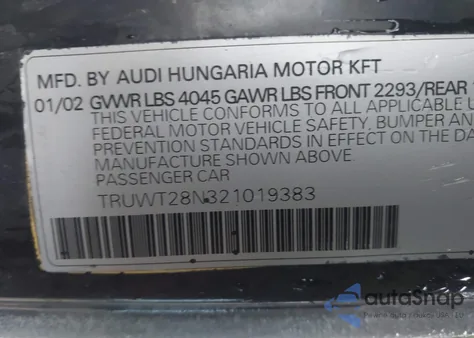 MFD. BY AUDI HUNGARIA MOTOR KFT
01/02 GVWR LBS 4045 GAWR LBS FRONT 2293/REAR
THIS VEHICLE CONFORMS TO ALL APPLICABLE
FEDERAL MOTOR VEHICLE SAFETY, BUMPER AND
PREVENTION STANDARDS IN EFFECT ON THE DA
MANUFACTURE SHOWN ABOVE.
PASSENGER CAR
TRUWT28N321019383
autoSnap